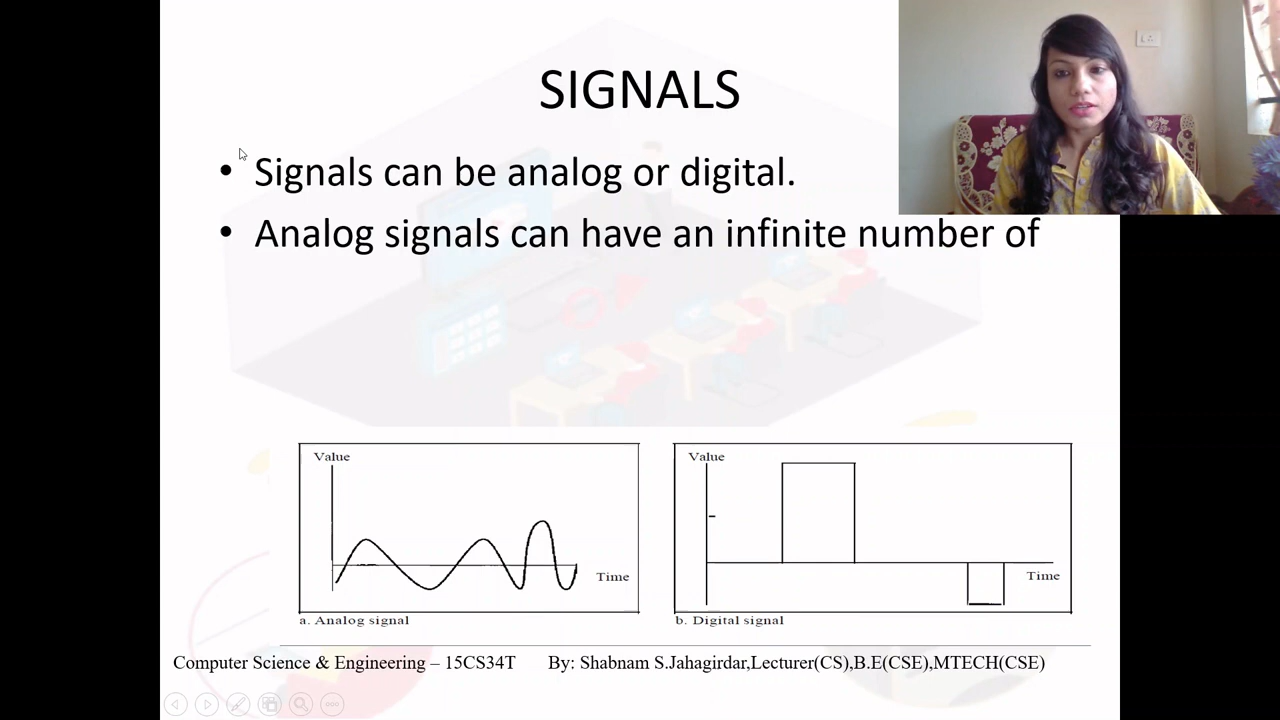 SIGNALS
• Signals can be analog or digital.
• Analog signals can have an infinite number of
Value
Time
a. Analog signal
Value
Time
b. Digital signal
Computer Science & Engineering – 15CS34T By: Shabnam S.Jahagirdar,Lecturer(CS),B.E(CSE),MTECH(CSE)